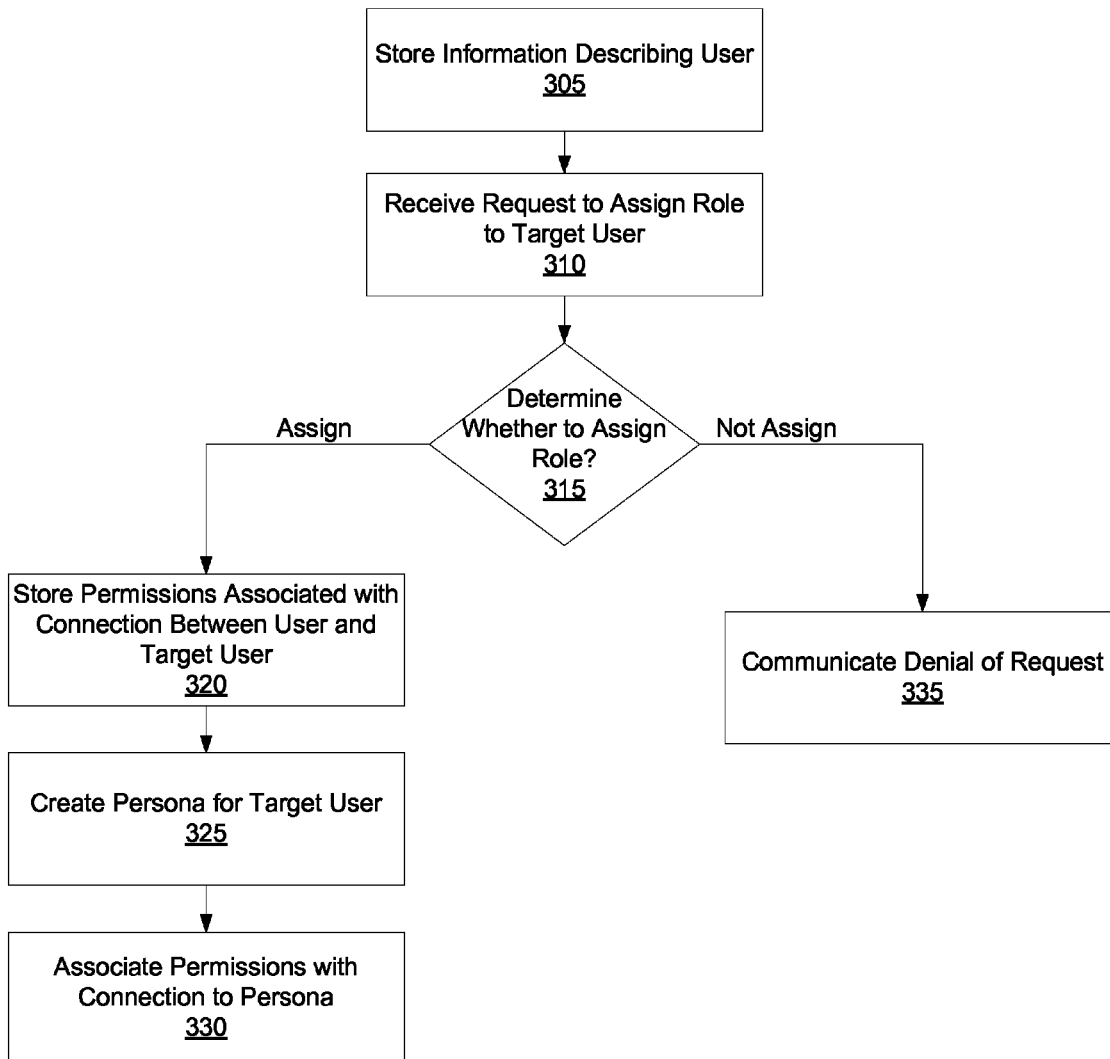 Store Information Describing User
305
Receive Request to Assign Role
to Target User
310
Determine
Whether to Assign
Role?
315
Assign
Not Assign
Store Permissions Associated with
Connection Between User and
Target User
320
Communicate Denial of Request
335
Create Persona for Target User
325
Associate Permissions with
Connection to Persona
330